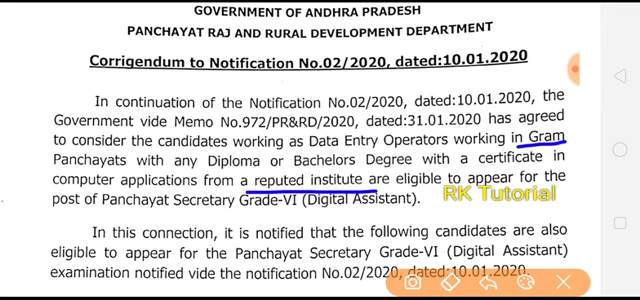 GOVERNMENT OF ANDHRA PRADESH
PANCHAYAT RAJ AND RURAL DEVELOPMENT DEPARTMENT
Corrigendum to Notification No.02/2020, dated:10.01.2020
In continuation of the Notification No.02/2020, dated:10.01.2020, the
Government vide Memo No.972/PR&RD/2020, dated:31.01.2020 has agreed
to consider the candidates working as Data Entry Operators working in Gram
Panchayats with any Diploma or Bachelors Degree with a certificate in
computer applications from a reputed institute are eligible to appear for the
post of Panchayat Secretary Grade-VI (Digital Assistant).
RK Tutorial
In this connection, it is notified that the following candidates are also
eligible to appear for the Panchayat Secretary Grade-VI (Digital Assistant)
examination notified vide the notification No.02/2020, dated:10.01.2020.